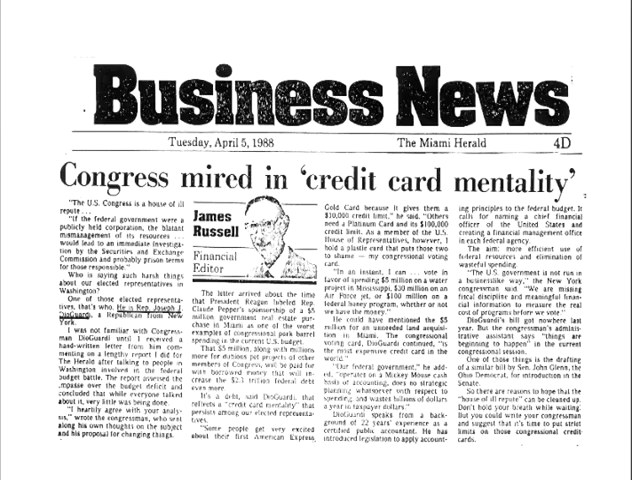 Business News
Tuesday, April 5, 1988
The Miami Herald
4D
Congress mired in 'credit card mentality'
"The U.S. Congress is a house of ill
repute . . .
"If the federal government were a
publicly held corporation, the blatant
mismanagement of its resources . . .
would lead to an immediate investiga-
tion by the Securities and Exchange
Commission and probably prison terms
for those responsible."
Who is saying such harsh things
about our elected representatives in
Washington?
One of those elected representa-
tives, that's who. He is Rep. Joseph J.
DioGuardi, a Republican from New
York.
I was not familiar with Congress-
man DioGuardi until I received a
hand-written letter from him com-
menting on a lengthy report I did for
The Herald after talking to people in
Washington involved in the federal
budget battle. The report assessed the
impasse over the budget deficit and
concluded that while everyone talked
about it, very little was being done.
"I heartily agree with your analy-
sis," wrote the congressman, who sent
along his own thoughts on the subject
and his proposal for changing things.
James
Russell
Financial
Editor
The letter arrived about the time
that President Reagan labeled Rep.
Claude Pepper's sponsorship of a $5
million government real estate pur-
chase in Miami as one of the worst
examples of congressional pork barrel
spending in the current U.S. budget.
That $5 million, along with millions
more for dubious pet projects of other
members of Congress, will be paid for
with borrowed money that will in-
crease the $2.1 trillion federal debt
even more.
It's a debt, said DioGuardi, that
reflects a "credit card mentality" that
persists among our elected representa-
tives.
"Some people get very excited
about their first American Express
Gold Card because it gives them a
$10,000 credit limit," he said. "Others
need a Platinum Card and its $100,000
credit limit. As a member of the U.S.
House of Representatives, however, I
hold a plastic card that puts those two
to shame — my congressional voting
card.
"In an instant, I can . . . vote in
favor of spending $5 million on a water
project in Mississippi, $30 million on an
Air Force jet, or $100 million on a
federal honey program, whether or not
we have the money."
He could have mentioned the $5
million for an unneeded land acquisi-
tion in Miami. The congressional
voting card, DioGuardi continued, "is
the most expensive credit card in the
world."
"Our federal government," he add-
ed, "operates on a Mickey Mouse cash
basis of accounting, does no strategic
planning whatsoever with respect to
spending and wastes billions of dollars
a year in taxpayer dollars."
DioGuardi speaks from a back-
ground of 22 years' experience as a
certified public accountant. He has
introduced legislation to apply account-
ing principles to the federal budget. It
calls for naming a chief financial
officer of the United States and
creating a financial management office
in each federal agency.
The aim: more efficient use of
federal resources and elimination of
wasteful spending.
"The U.S. government is not run in
a businesslike way," the New York
congressman said. "We are missing
fiscal discipline and meaningful finan-
cial information to measure the real
cost of programs before we vote."
DioGuardi's bill got nowhere last
year. But the congressman's adminis-
trative assistant says "things are
beginning to happen" in the current
congressional session.
One of those things is the drafting
of a similar bill by Sen. John Glenn, the
Ohio Democrat, for introduction in the
Senate.
So there are reasons to hope that the
"house of ill repute" can be cleaned up.
Don't hold your breath while waiting.
But you could write your congressman
and suggest that it's time to put strict
limits on those congressional credit
cards.